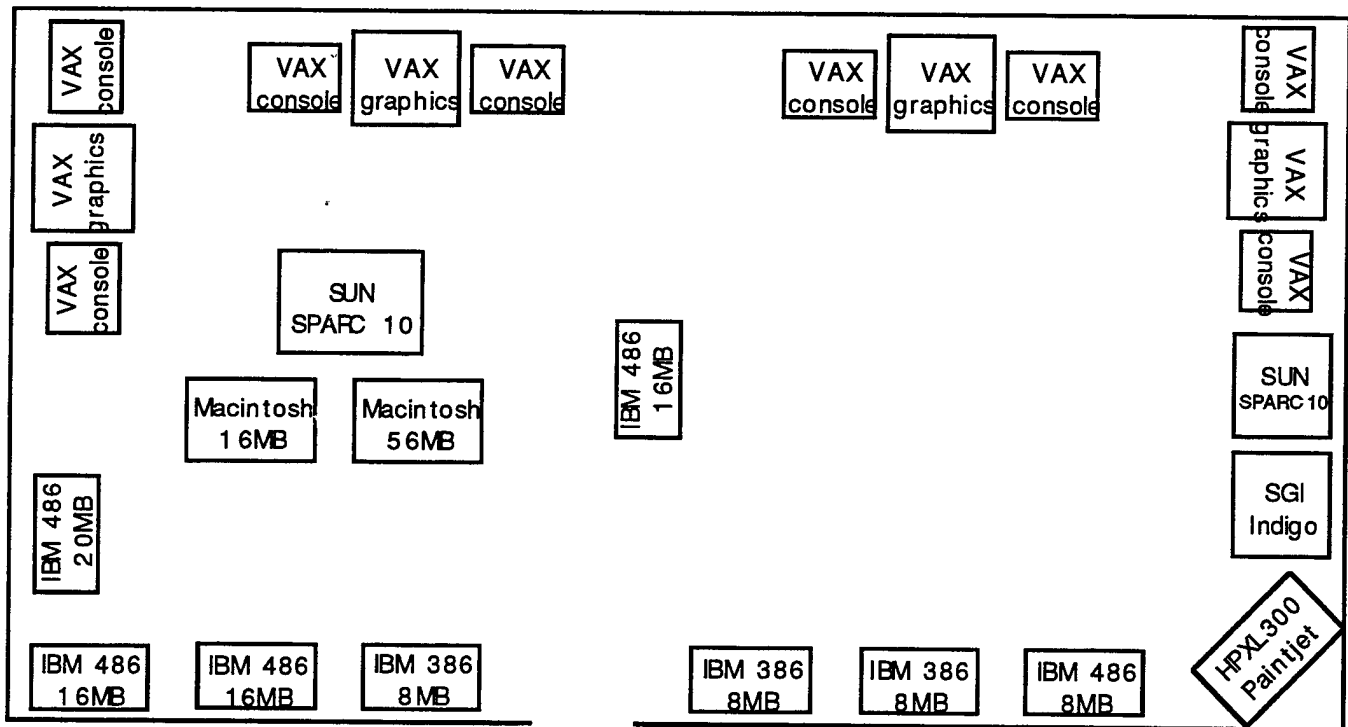 VAX
console
VAX
console
VAX
graphics
VAX
console
VAX
console
VAX
graphics
VAX
console
VAX
console
VAX
graphics
VAX
graphics
VAX
console
VAX
console
SUN
SPARC 10
IBM 486
16MB
SUN
SPARC 10
Macintosh
16MB
Macintosh
56MB
IBM 486
20MB
SGI
Indigo
HPXL300
Paintjet
IBM 486
16MB
IBM 486
16MB
IBM 386
8MB
IBM 386
8MB
IBM 386
8MB
IBM 486
8MB